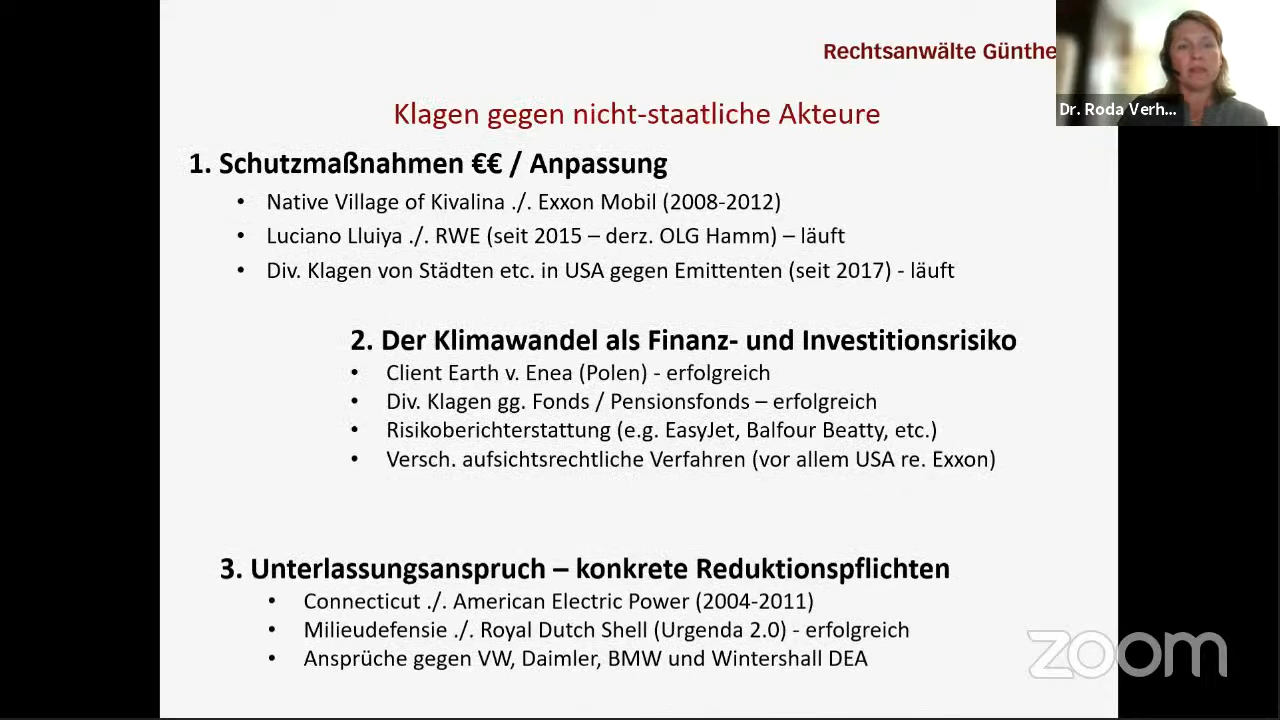 Rechtsanwälte Günthe
Dr. Roda Verh...
Klagen gegen nicht-staatliche Akteure
1. Schutzmaßnahmen €€ / Anpassung
• Native Village of Kivalina ./. Exxon Mobil (2008-2012)
• Luciano Lluiya ./. RWE (seit 2015 – derz. OLG Hamm) – läuft
• Div. Klagen von Städten etc. in USA gegen Emittenten (seit 2017) - läuft
2. Der Klimawandel als Finanz- und Investitionsrisiko
• Client Earth v. Enea (Polen) - erfolgreich
• Div. Klagen gg. Fonds / Pensionsfonds – erfolgreich
• Risikoberichterstattung (e.g. EasyJet, Balfour Beatty, etc.)
• Versch. aufsichtsrechtliche Verfahren (vor allem USA re. Exxon)
3. Unterlassungsanspruch – konkrete Reduktionspflichten
• Connecticut ./. American Electric Power (2004-2011)
• Milieudefensie ./. Royal Dutch Shell (Urgenda 2.0) - erfolgreich
• Ansprüche gegen VW, Daimler, BMW und Wintershall DEA
zoom